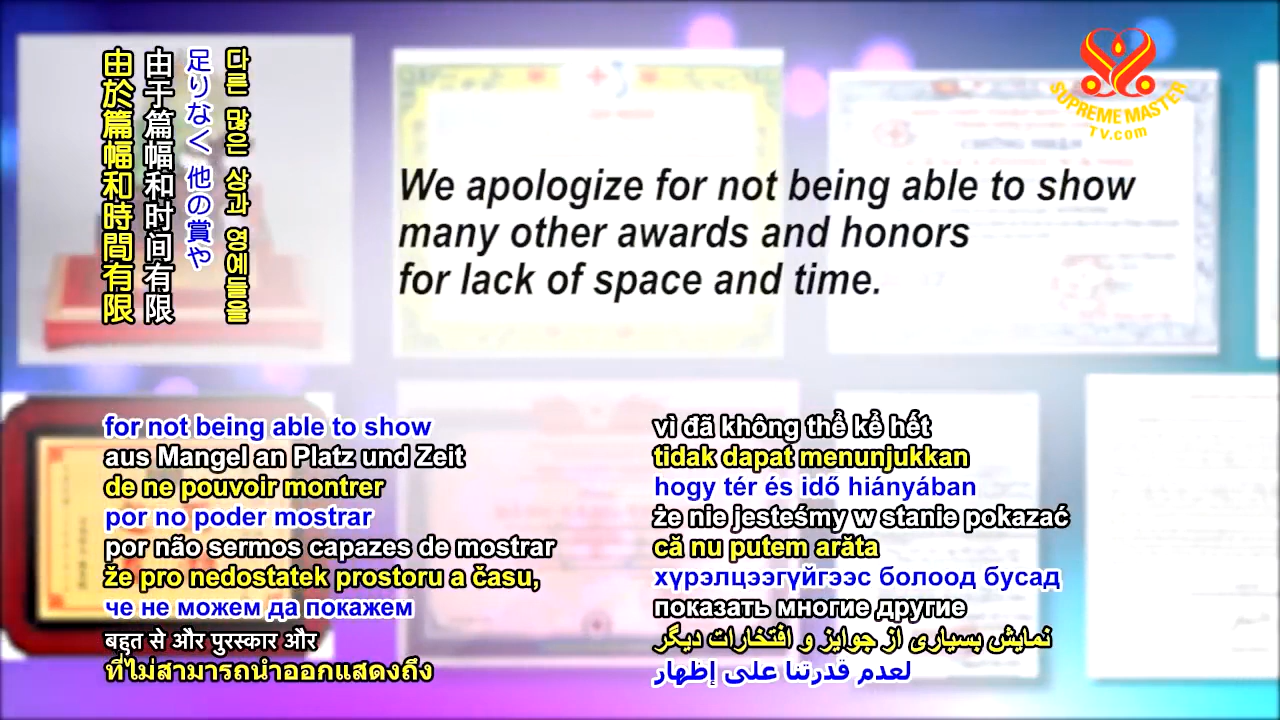 다른 많은 상과 영예들을
足りなく 他の賞や
由于篇幅和时间有限
由於篇幅和時間有限
SUPREME MASTER
TV.com
We apologize for not being able to show
many other awards and honors
for lack of space and time.
for not being able to show
aus Mangel an Platz und Zeit
de ne pouvoir montrer
por no poder mostrar
por não sermos capazes de mostrar
že pro nedostatek prostoru a času,
че не можем да покажем
बहुत से और पुरस्कार और
ที่ไม่สามารถนำออกแสดงถึง
vì đã không thể kể hết
tidak dapat menunjukkan
hogy tér és idő hiányában
że nie jesteśmy w stanie pokazać
că nu putem arăta
хүрэлцээгүйгээс болоод бусад
показать многие другие
نمایش بسیاری از جوایز و افتخارات دیگر
لعدم قدرتنا على إظهار